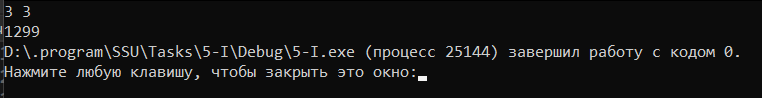 3 3
1299
D:\.program\SSU\Tasks\5-I\Debug\5-I.exe (процесс 25144) завершил работу с кодом 0.
Нажмите любую клавишу, чтобы закрыть это окно: